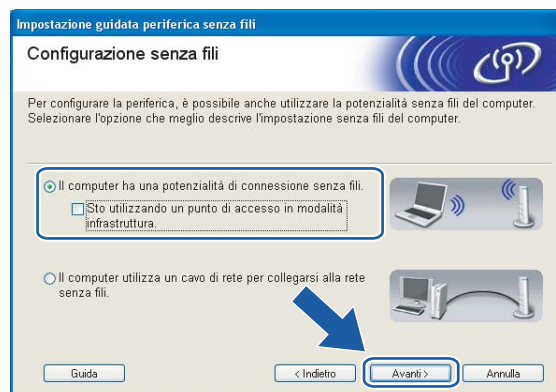 Impostazione guidata periferica senza fili
Configurazione senza fili
Per configurare la periferica, è possibile anche utilizzare la potenzialità senza fili del computer.
Selezionare l'opzione che meglio descrive l'impostazione senza fili del computer.
Il computer ha una potenzialità di connessione senza fili.
Sto utilizzando un punto di accesso in modalità
infrastruttura.
Il computer utilizza un cavo di rete per collegarsi alla rete
senza fili.
Guida
< Indietro
Avanti >
Annulla